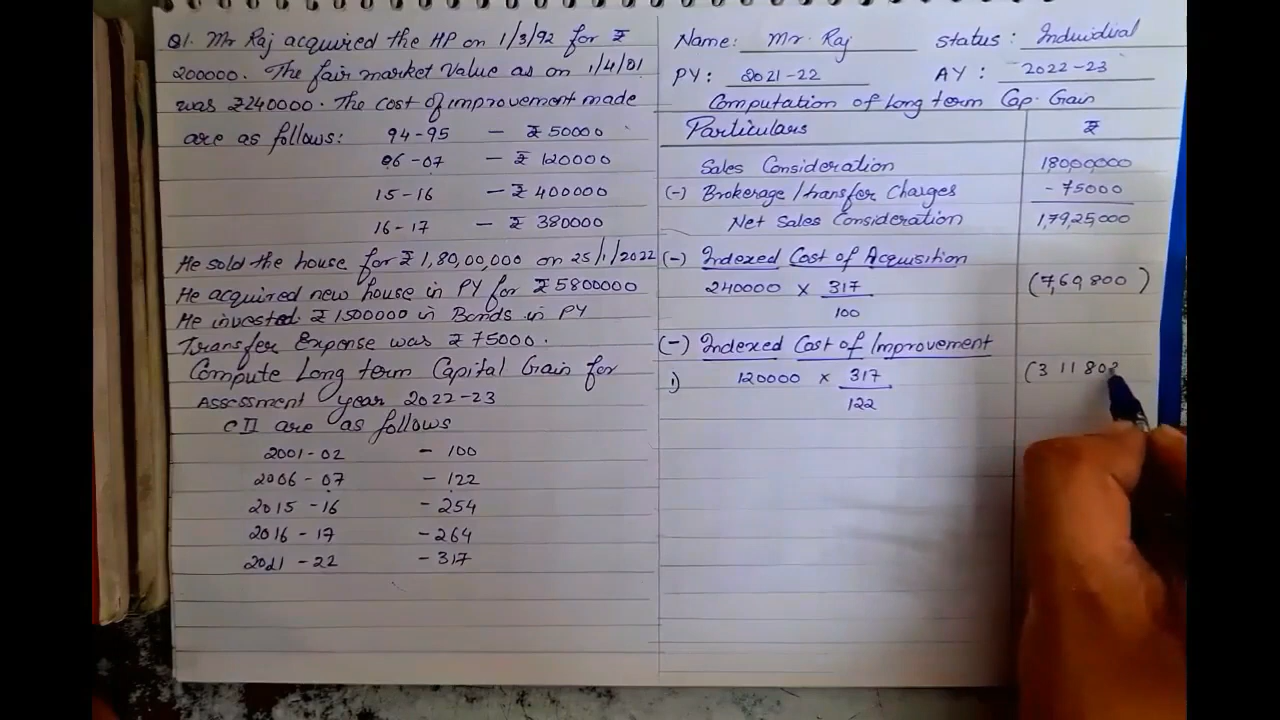 Q1. Mr Raj acquired the HP on 1/3/92 for ₹
200000. The fair market Value as on 1/4/01
was ₹240000. The cost of improvement made
are as follows: 94-95 - ₹ 50000
06-07 - ₹ 120000
15-16 - ₹ 400000
16-17 - ₹ 380000
He sold the house for ₹ 1,80,00,000 on 25/1/2022
He acquired new house in PY for ₹ 5800000
He invested ₹ 1500000 in Bonds in PY
Transfer Expense was ₹ 75000.
Compute Long term Capital Gain for
Assessment year 2022-23
CII are as follows
2001-02 - 100
2006-07 - 122
2015-16 - 254
2016-17 - 264
2021-22 - 317
Name: Mr. Raj Status: Individual
PY: 2021-22 AY: 2022-23
Computation of Long term Cap. Gain
Particulars ₹
Sales Consideration 18000000
(-) Brokerage/transfer Charges - 75000
Net Sales Consideration 1,79,25,000
(-) Indexed Cost of Acquisition
240000 × 317 (7,69,800)
100
(-) Indexed Cost of Improvement
1) 120000 × 317 (3 11 80
122